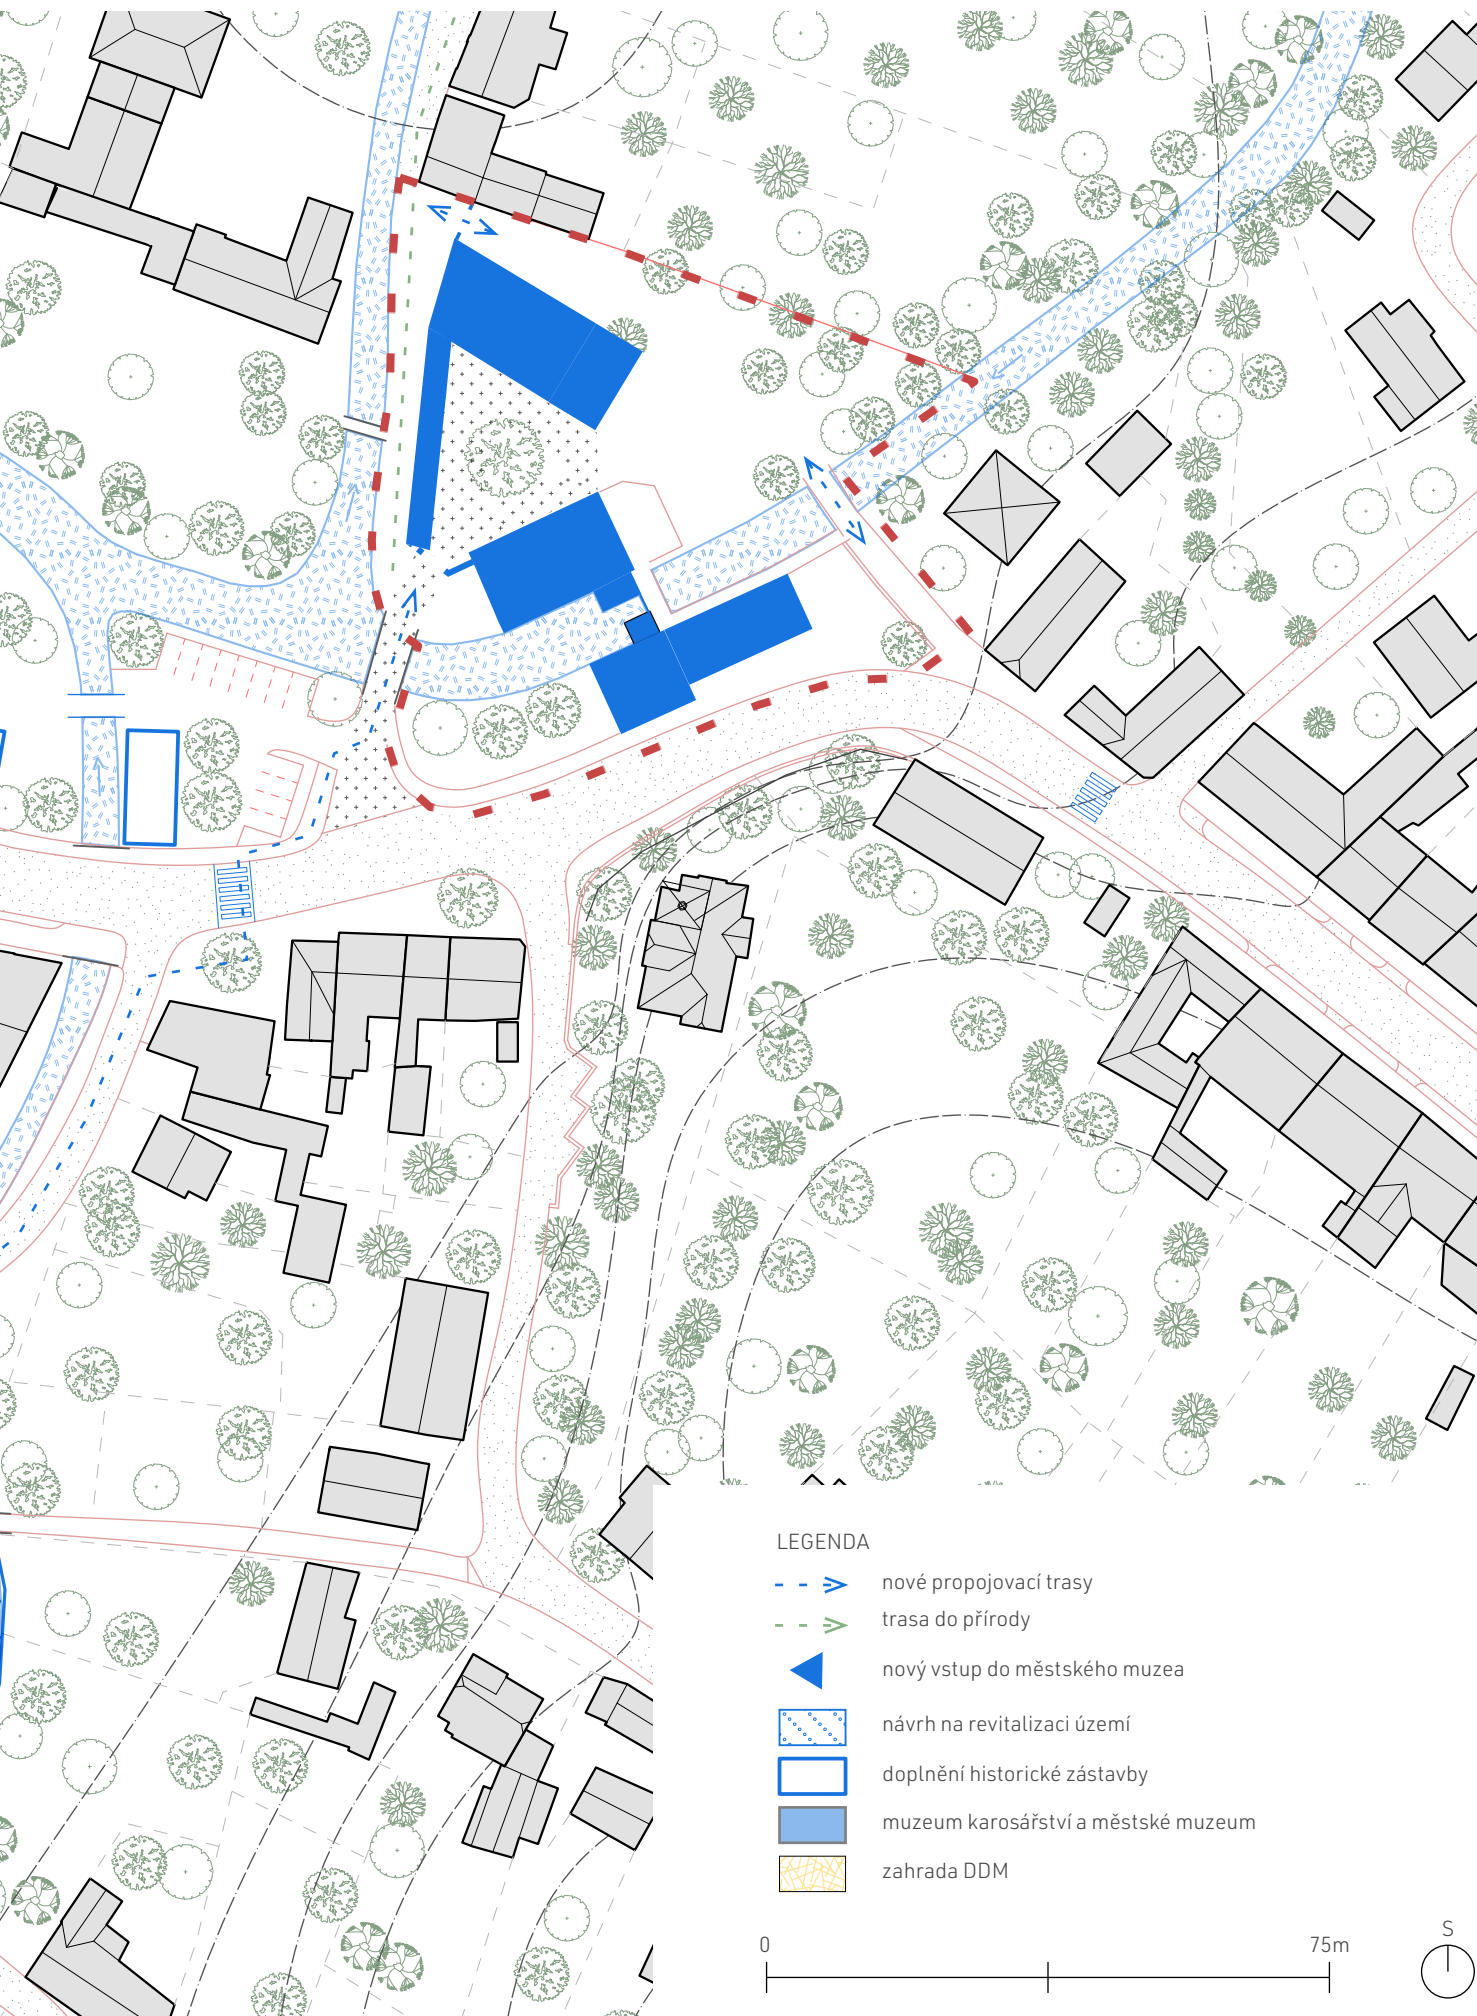 LEGENDA
nové propojovací trasy
trasa do přírody
nový vstup do městského muzea
návrh na revitalizaci území
doplnění historické zástavby
muzeum karosářství a městské muzeum
zahrada DDM
0 75m
S